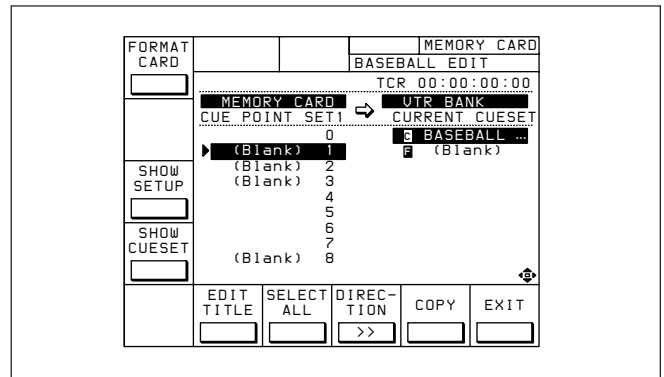 FORMAT CARD
MEMORY CARD
BASEBALL EDIT
TCR 00:00:00:00
MEMORY CARD ⇨ VTR BANK
CUE POINT SET1 CURRENT CUESET
0 C BASEBALL …
(Blank) 1 F (Blank)
(Blank) 2
(Blank) 3
4
5
6
7
(Blank) 8
SHOW SETUP
SHOW CUESET
EDIT TITLE
SELECT ALL
DIREC-
TION
>>
COPY
EXIT